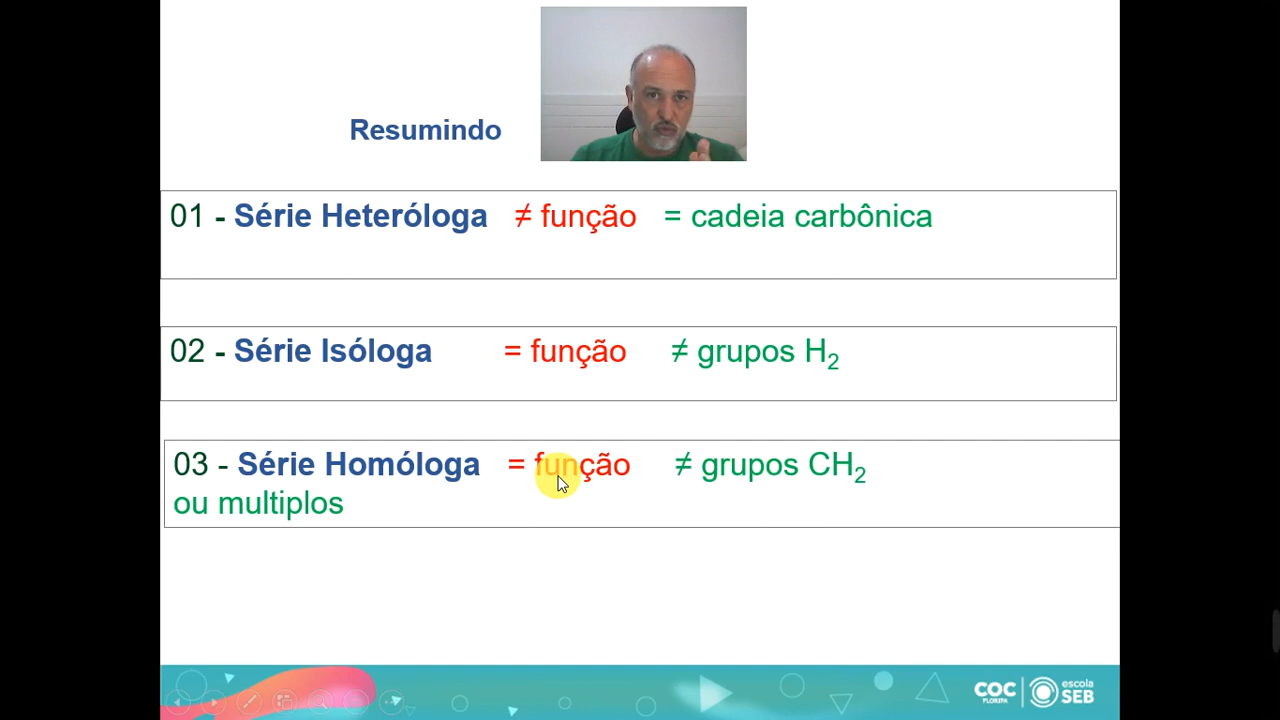 Resumindo
01 - Série Heteróloga ≠ função = cadeia carbônica
02 - Série Isóloga = função ≠ grupos H₂
03 - Série Homóloga = função ≠ grupos CH₂
ou multiplos
COC FLORIPA escola SEB